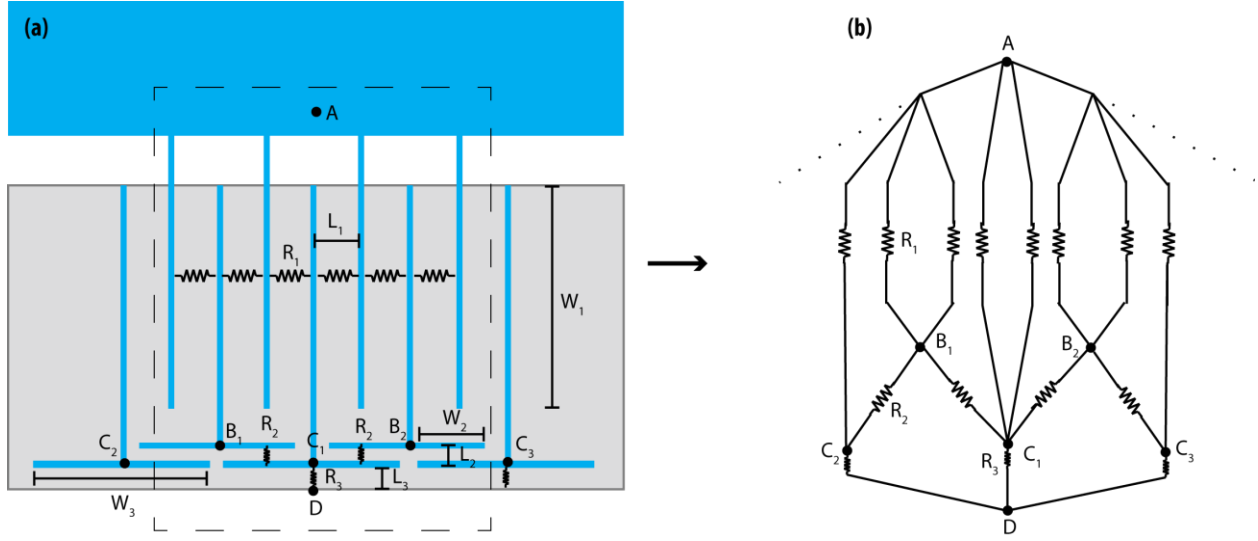 (a)
A
L₁
R₁
W₁
R₂
R₂
W₂
B₁
B₂
C₂
C₁
C₃
L₂
R₃
L₃
W₃
D
(b)
A
R₁
B₁
B₂
R₂
C₂
R₃
C₁
C₃
D